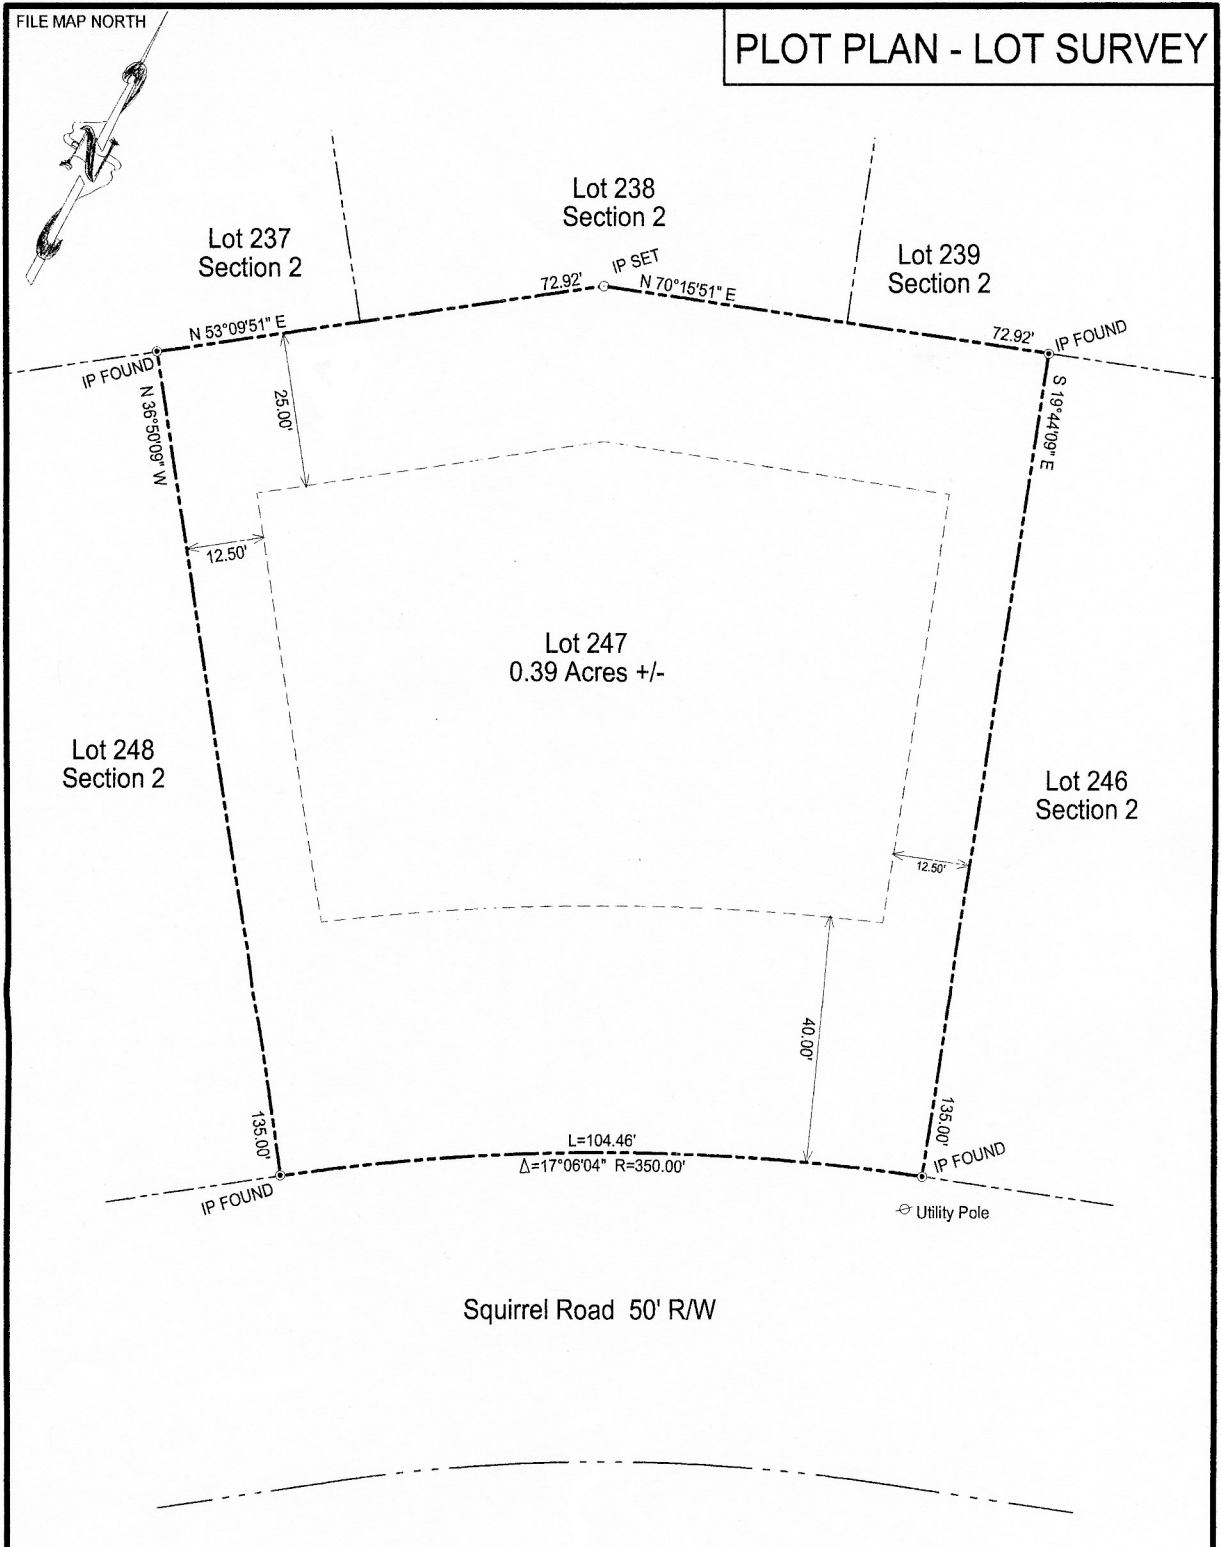 FILE MAP NORTH
PLOT PLAN - LOT SURVEY
N
Lot 238
Section 2
Lot 237
Section 2
Lot 239
Section 2
IP SET
72.92'
N 70°15'51" E
N 53°09'51" E
72.92'
IP FOUND
IP FOUND
N 36°50'09" W
25.00'
S 19°44'09" E
12.50'
Lot 247
0.39 Acres +/-
Lot 248
Section 2
Lot 246
Section 2
12.50'
40.00'
135.00'
135.00'
L=104.46'
Δ=17°06'04" R=350.00'
IP FOUND
IP FOUND
Utility Pole
Squirrel Road 50' R/W